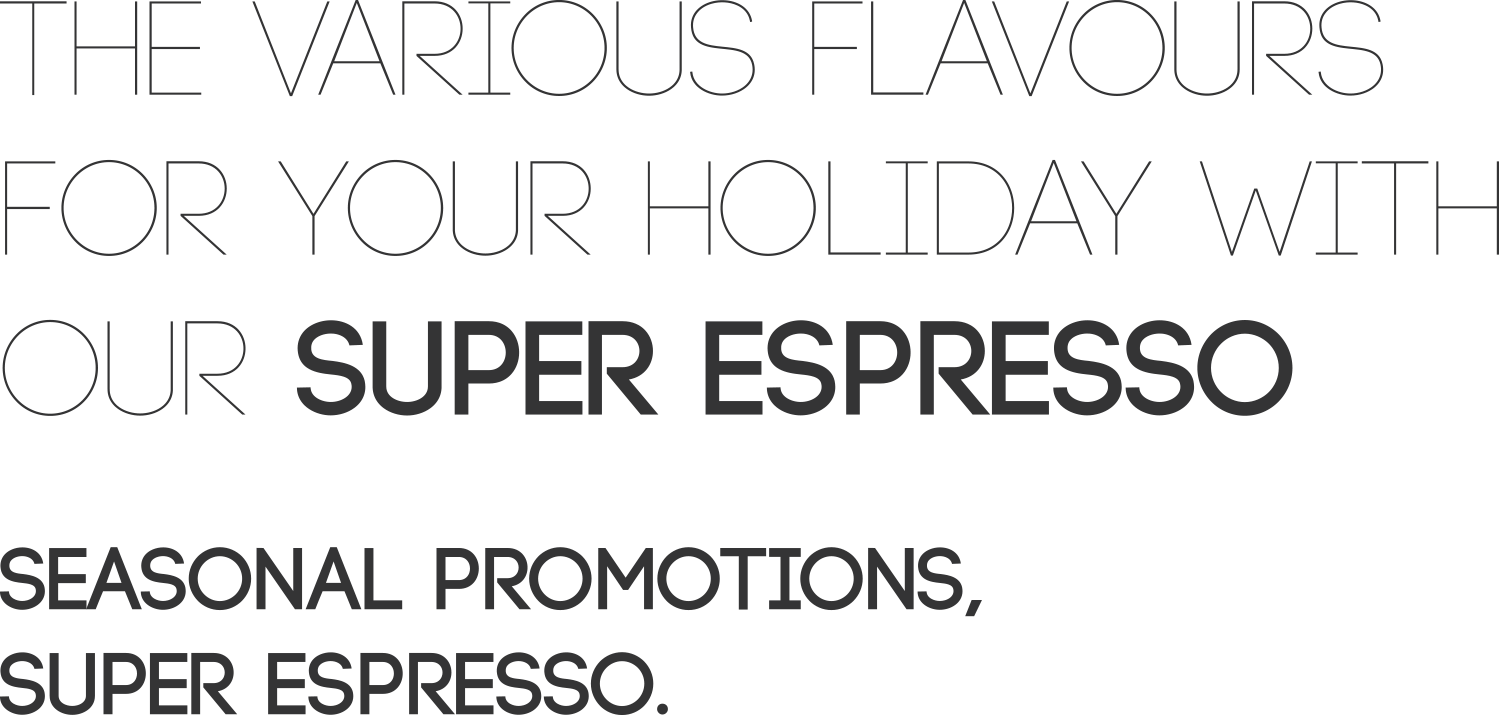 THE VARIOUS FLAVOURS
FOR YOUR HOLIDAY WITH
OUR SUPER ESPRESSO
SEASONAL PROMOTIONS,
SUPER ESPRESSO.